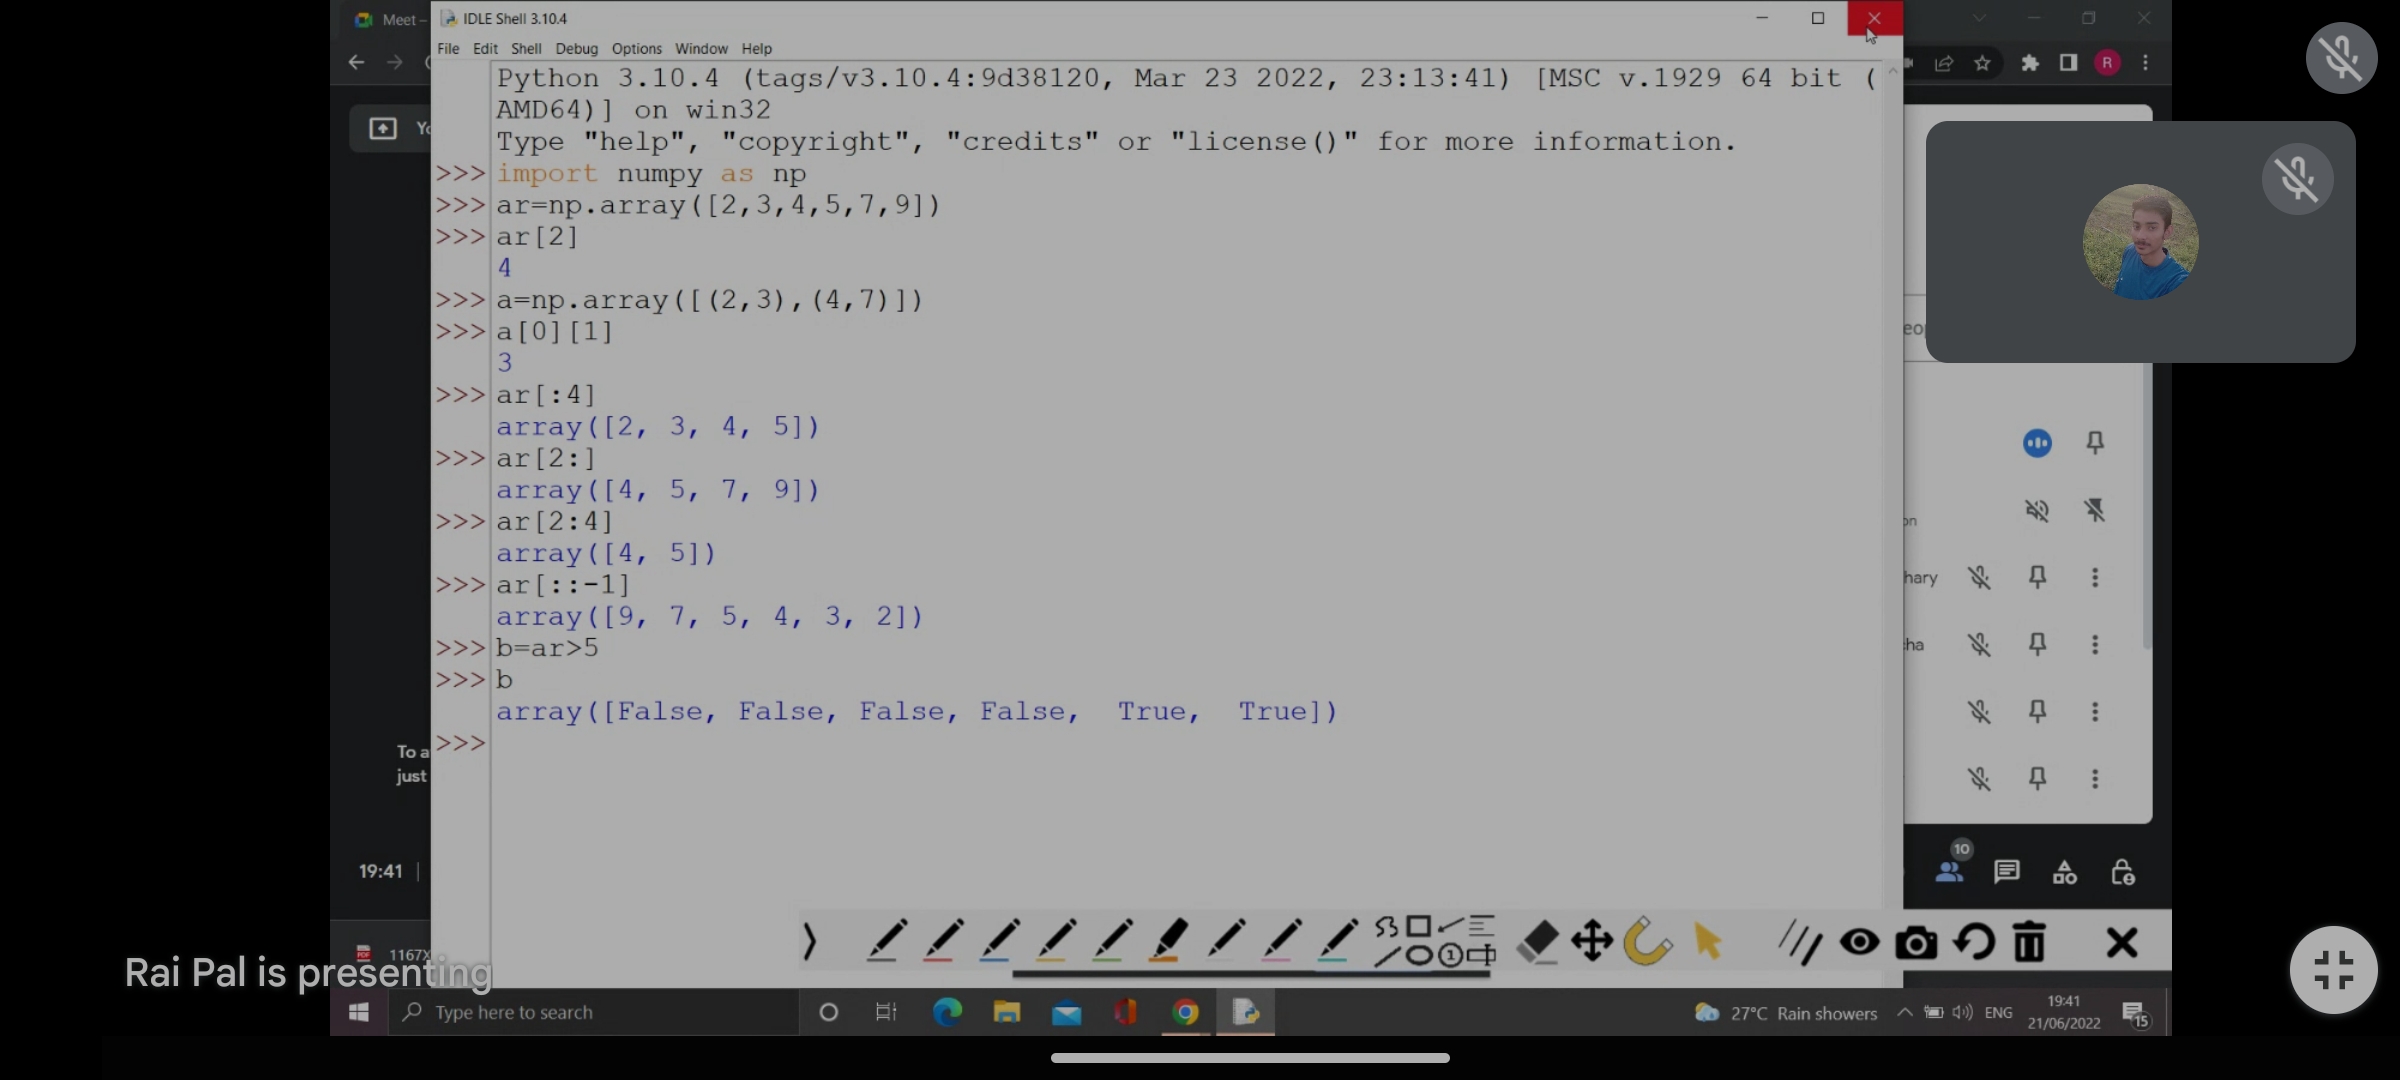 Meet –
IDLE Shell 3.10.4
File Edit Shell Debug Options Window Help
Python 3.10.4 (tags/v3.10.4:9d38120, Mar 23 2022, 23:13:41) [MSC v.1929 64 bit (
AMD64)] on win32
Type "help", "copyright", "credits" or "license()" for more information.
>>> import numpy as np
>>> ar=np.array([2,3,4,5,7,9])
>>> ar[2]
4
>>> a=np.array([(2,3),(4,7)])
>>> a[0][1]
3
>>> ar[:4]
array([2, 3, 4, 5])
>>> ar[2:]
array([4, 5, 7, 9])
>>> ar[2:4]
array([4, 5])
>>> ar[::-1]
array([9, 7, 5, 4, 3, 2])
>>> b=ar>5
>>> b
array([False, False, False, False,  True,  True])
>>>
R
hary
cha
To a
just
19:41
10
1167X
Rai Pal is presenting
Type here to search
27°C Rain showers
ENG
19:41
21/06/2022
15